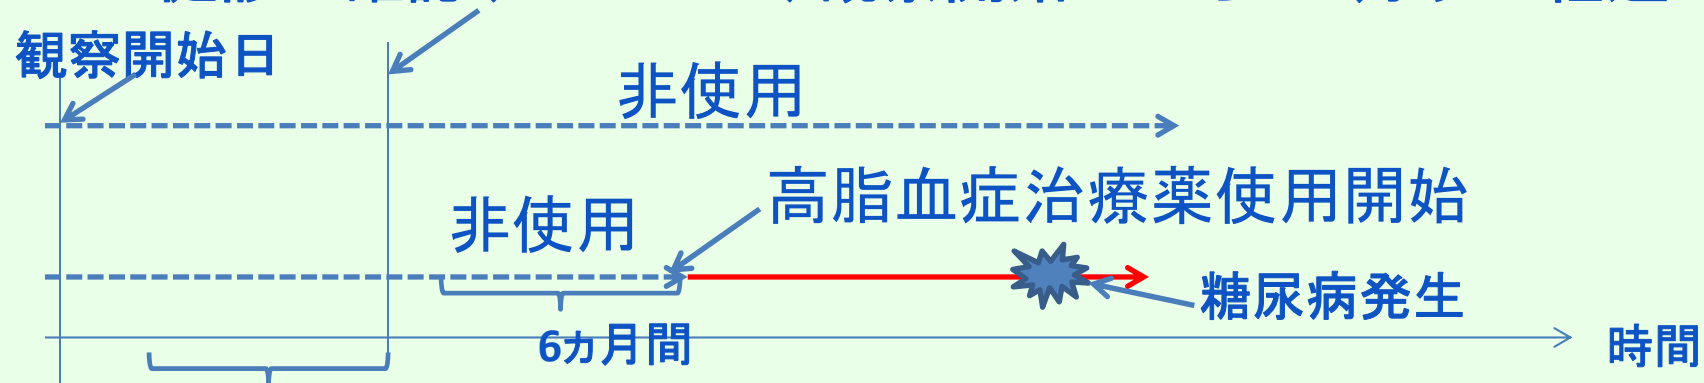 観察開始日
非使用
高脂血症治療薬使用開始
非使用
糖尿病発生
6カ月間
時間